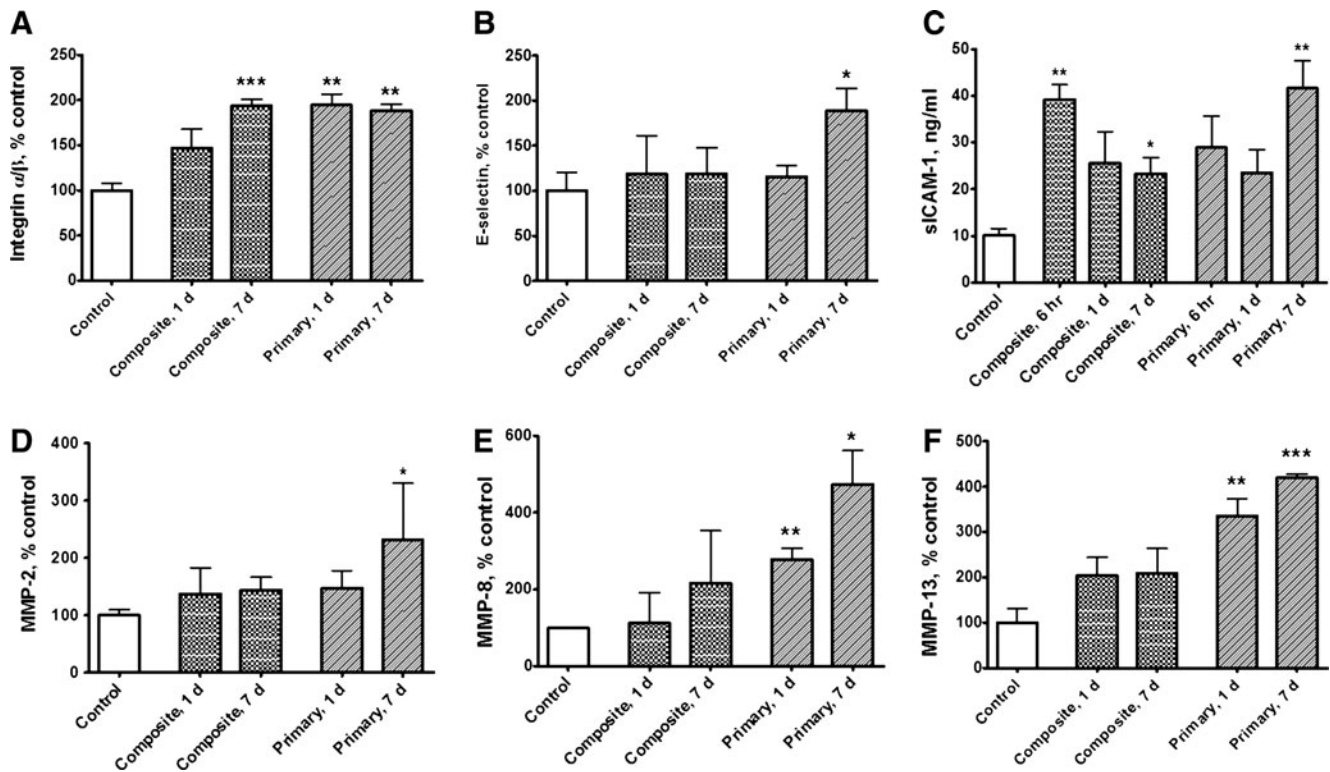 A
Integrin α/β, % control
250
200
150
100
50
0
***
**
**
Control
Composite, 1 d
Composite, 7 d
Primary, 1 d
Primary, 7 d
B
E-selectin, % control
250
200
150
100
50
0
*
Control
Composite, 1 d
Composite, 7 d
Primary, 1 d
Primary, 7 d
C
sICAM-1, ng/ml
50
40
30
20
10
0
**
*
**
Control
Composite, 6 hr
Composite, 1 d
Composite, 7 d
Primary, 6 hr
Primary, 1 d
Primary, 7 d
D
MMP-2, % control
400
300
200
100
0
*
Control
Composite, 1 d
Composite, 7 d
Primary, 1 d
Primary, 7 d
E
MMP-8, % control
600
400
200
0
**
*
Control
Composite, 1 d
Composite, 7 d
Primary, 1 d
Primary, 7 d
F
MMP-13, % control
500
400
300
200
100
0
**
***
Control
Composite, 1 d
Composite, 7 d
Primary, 1 d
Primary, 7 d